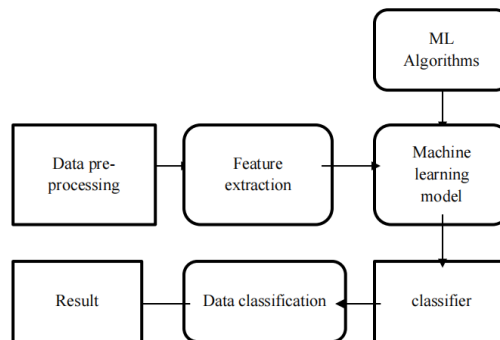 ML
Algorithms
Data pre-
processing
Feature
extraction
Machine
learning
model
Result
Data classification
classifier